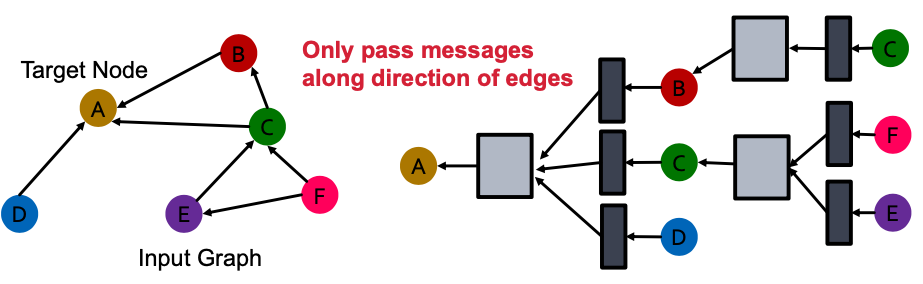 Target Node
A
B
C
D
E
F
Input Graph
Only pass messages
along direction of edges
A
B
C
D
C
F
E